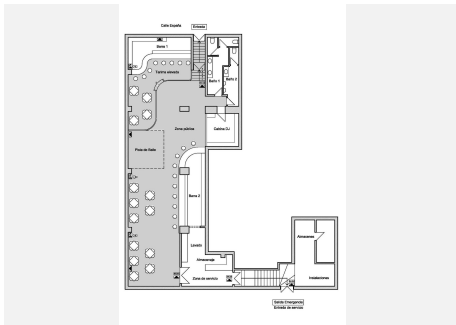 Calle España
Entrada
Barra 1
Tarima elevada
Baño 1
Baño 2
Zona pública
Cabina DJ
Pista de Baile
Barra 2
Lavado
Almacenaje
Zona de servicio
Almacenes
Instalaciones
Salida Emergencia
Entrada de servicio